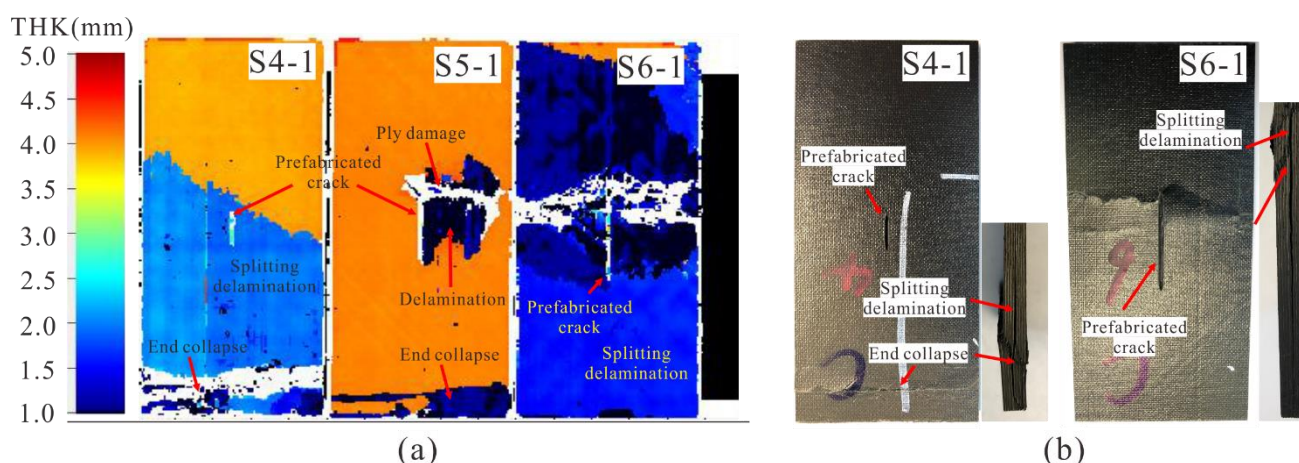 THK(mm)
5.0
4.5
4.0
3.5
3.0
2.5
2.0
1.5
1.0
S4-1
S5-1
S6-1
Ply damage
Prefabricated
crack
Splitting
delamination
Delamination
End collapse
End collapse
Prefabricated
crack
Splitting
delamination
(a)
S4-1
Prefabricated
crack
Splitting
delamination
End collapse
S6-1
Splitting
delamination
Prefabricated
crack
(b)